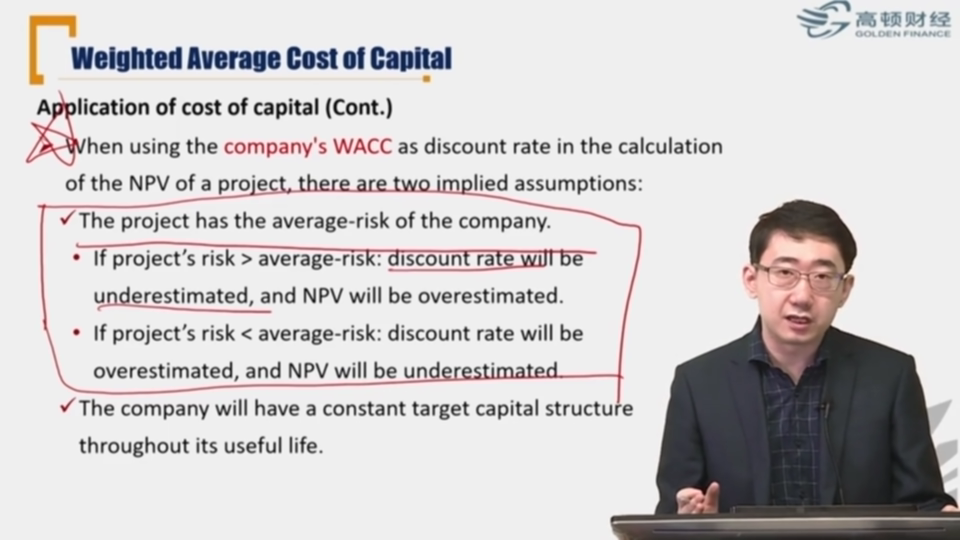 高顿财经
GOLDEN FINANCE
Weighted Average Cost of Capital
Application of cost of capital (Cont.)
When using the company's WACC as discount rate in the calculation
of the NPV of a project, there are two implied assumptions:
✓The project has the average-risk of the company.
• If project's risk > average-risk: discount rate will be
underestimated, and NPV will be overestimated.
• If project's risk < average-risk: discount rate will be
overestimated, and NPV will be underestimated.
✓The company will have a constant target capital structure
throughout its useful life.